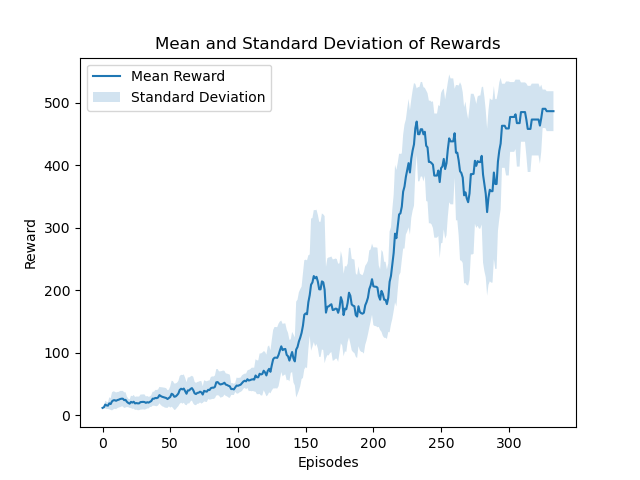 Mean and Standard Deviation of Rewards
Mean Reward
Standard Deviation
500
400
300
200
100
0
Reward
0 50 100 150 200 250 300
Episodes